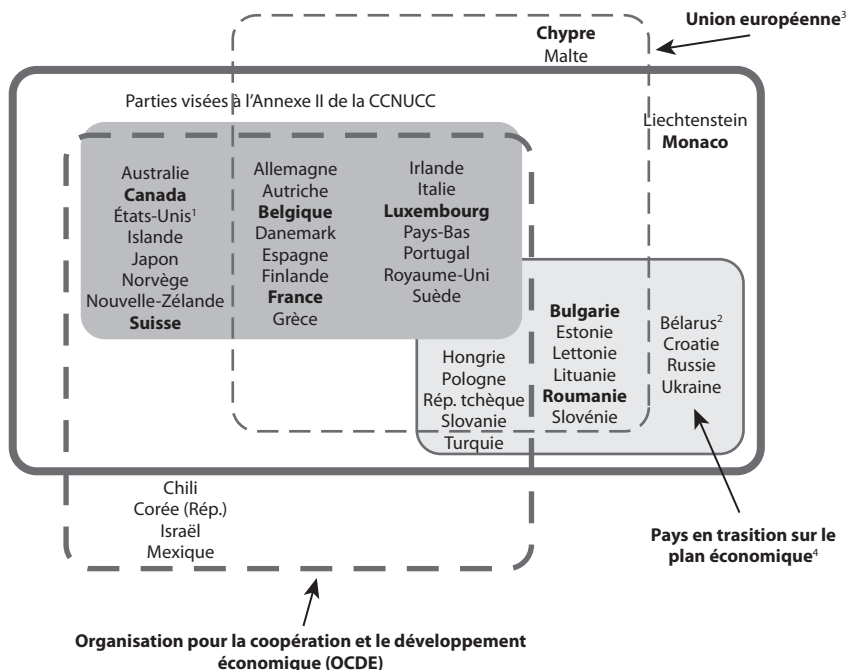 Union européenne³
Chypre
Malte
Parties visées à l'Annexe II de la CCNUCC
Liechtenstein
Monaco
Australie
Canada
États-Unis¹
Islande
Japon
Norvège
Nouvelle-Zélande
Suisse
Allemagne
Autriche
Belgique
Danemark
Espagne
Finlande
France
Grèce
Irlande
Italie
Luxembourg
Pays-Bas
Portugal
Royaume-Uni
Suède
Hongrie
Pologne
Rép. tchèque
Slovanie
Turquie
Bulgarie
Estonie
Lettonie
Lituanie
Roumanie
Slovénie
Bélarus²
Croatie
Russie
Ukraine
Chili
Corée (Rép.)
Israël
Mexique
Pays en trasition sur le
plan économique⁴
Organisation pour la coopération et le développement
économique (OCDE)